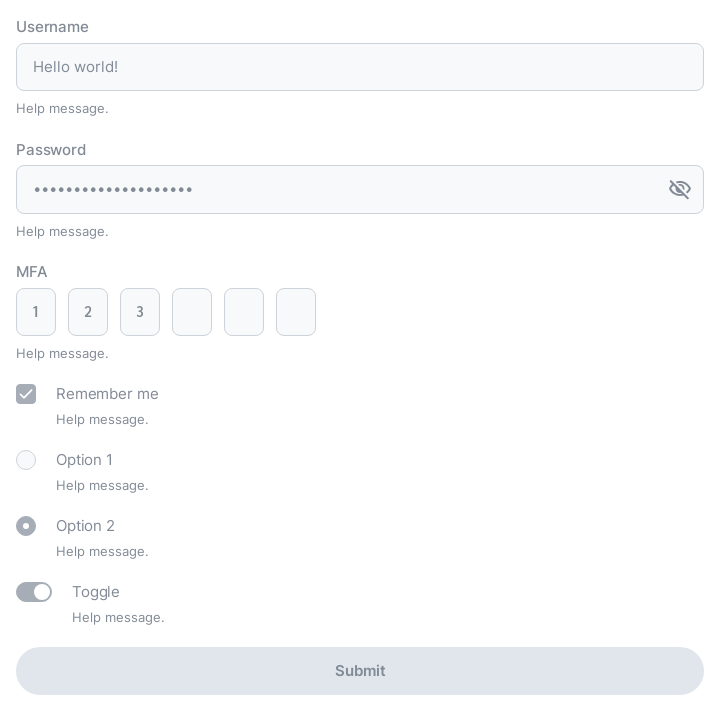 Username
Hello world!
Help message.
Password
••••••••••••••••••••
Help message.
MFA
1 2 3
Help message.
Remember me
Help message.
Option 1
Help message.
Option 2
Help message.
Toggle
Help message.
Submit